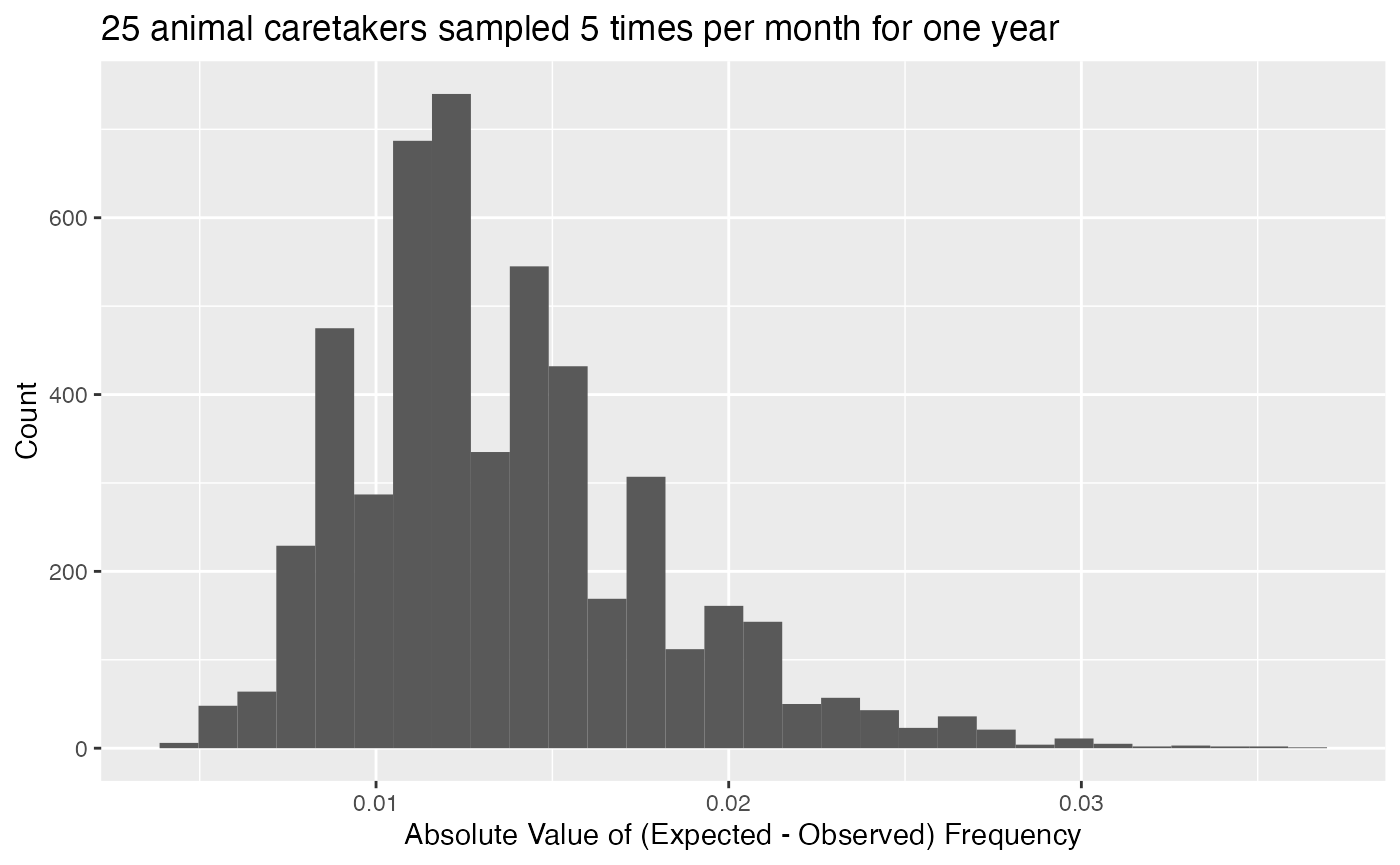 25 animal caretakers sampled 5 times per month for one year
Count
600
400
200
0
0.01 0.02 0.03
Absolute Value of (Expected - Observed) Frequency